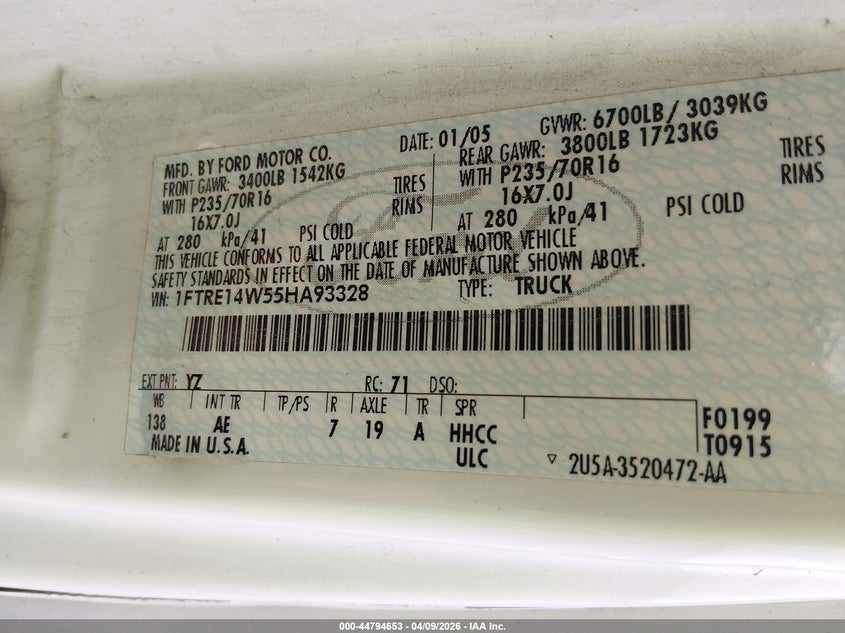 MFD. BY FORD MOTOR CO.
FRONT GAWR: 3400LB 1542KG
WITH P235/70R16 TIRES
16X7.0J RIMS
AT 280 kPa/41 PSI COLD
DATE: 01/05 GVWR: 6700LB/ 3039KG
REAR GAWR: 3800LB 1723KG
WITH P235/70R16 TIRES
16X7.0J RIMS
AT 280 kPa/41 PSI COLD
THIS VEHICLE CONFORMS TO ALL APPLICABLE FEDERAL MOTOR VEHICLE
SAFETY STANDARDS IN EFFECT ON THE DATE OF MANUFACTURE SHOWN ABOVE.
VIN: 1FTRE14W55HA93328 TYPE: TRUCK
EXT PNT: YZ RC: 71 DSO:
WB INT TR TP/PS R AXLE TR SPR
138 AE 7 19 A HHCC
ULC
F0199
T0915
MADE IN U.S.A.
▽ 2U5A-3520472-AA
000-44794653 - 04/09/2026 - IAA Inc.